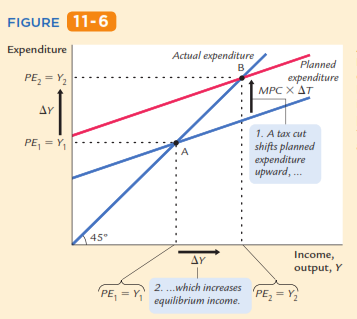 FIGURE 11-6
Expenditure
Actual expenditure
B
Planned
expenditure
PE₂ = Y₂
MPC × ΔT
ΔY
1. A tax cut
shifts planned
expenditure
upward, ...
PE₁ = Y₁
A
45°
Income,
output, Y
ΔY
PE₁ = Y₁
2. ...which increases
equilibrium income.
PE₂ = Y₂